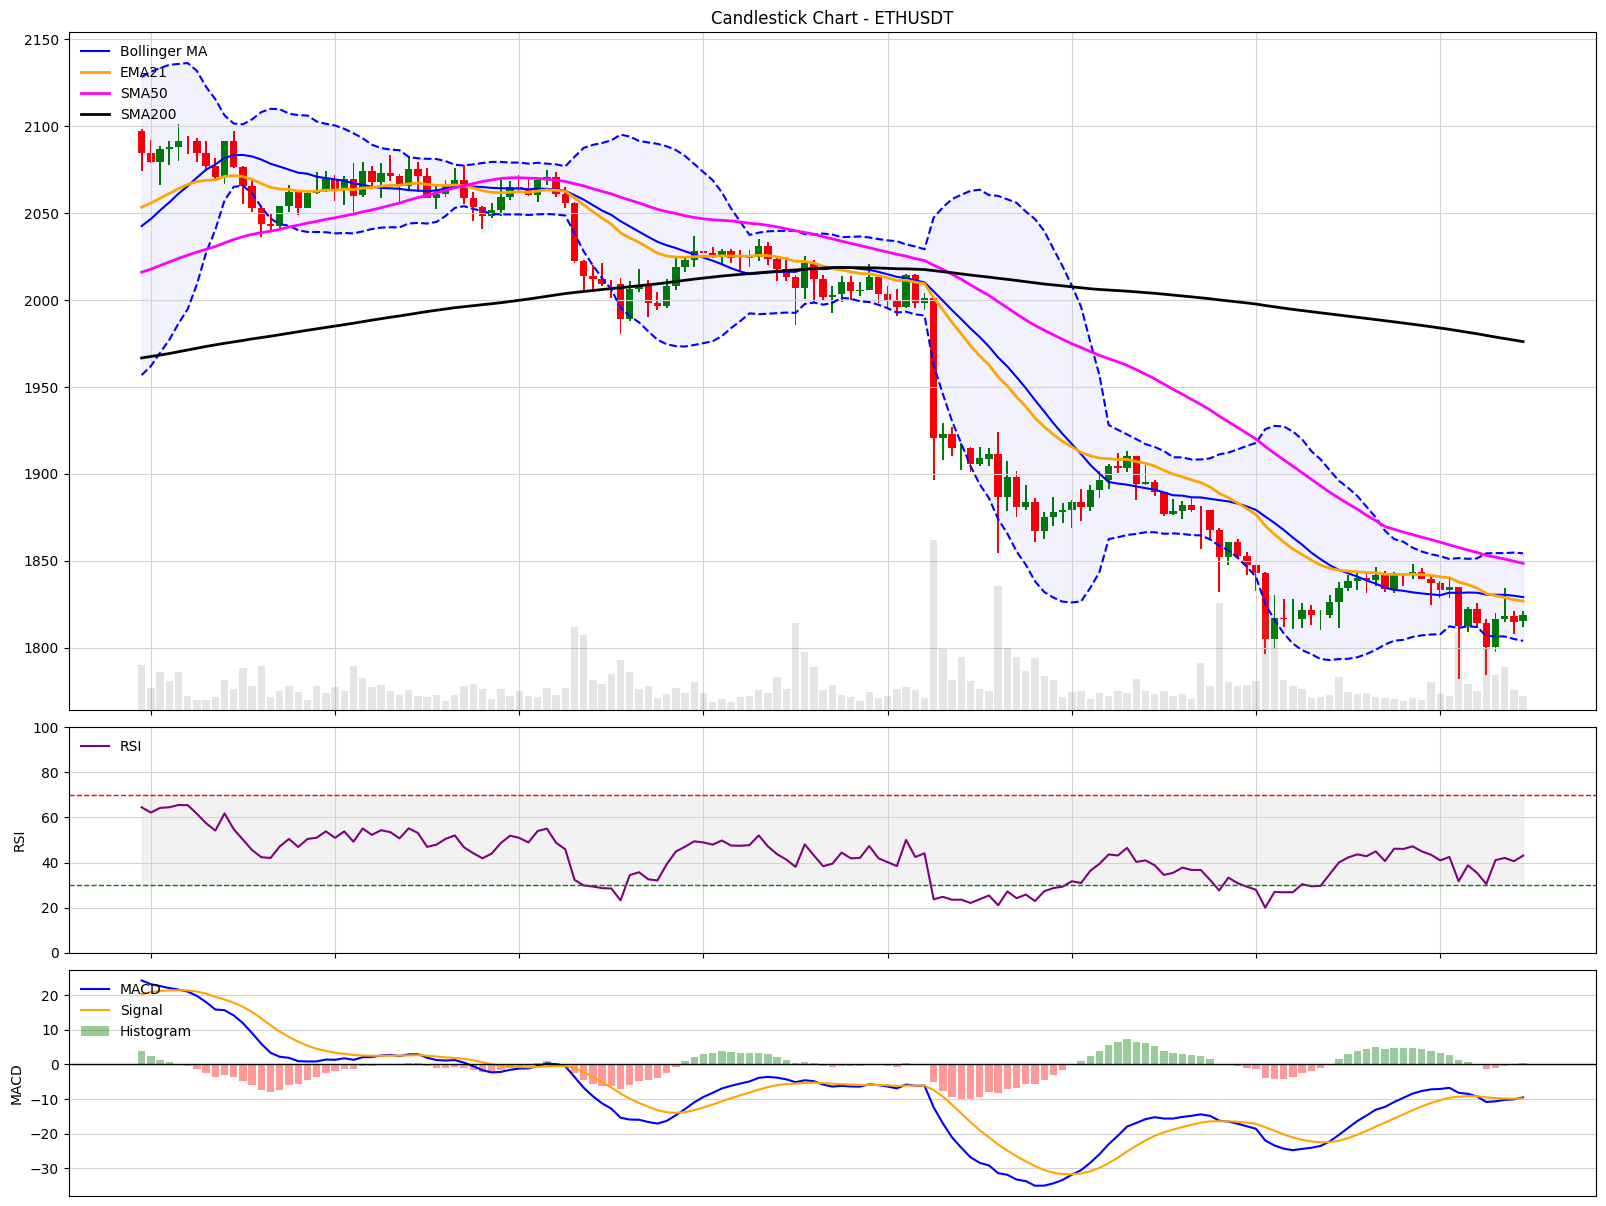 Candlestick Chart - ETHUSDT
2150
2100
2050
2000
1950
1900
1850
1800
Bollinger MA
EMA21
SMA50
SMA200
100
80
60
40
20
0
RSI
RSI
20
10
0
−10
−20
−30
MACD
MACD
Signal
Histogram